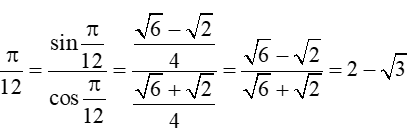 π/12 = (sin π/12)/(cos π/12) = ((√6 − √2)/4)/((√6 + √2)/4) = (√6 − √2)/(√6 + √2) = 2 − √3